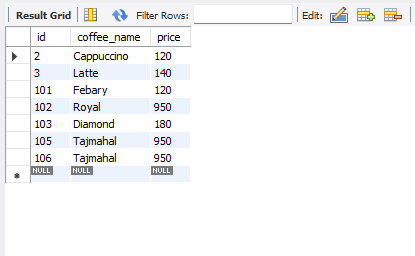 Result Grid Filter Rows: Edit:
id coffee_name price
2 Cappuccino 120
3 Latte 140
101 Febary 120
102 Royal 950
103 Diamond 180
105 Tajmahal 950
106 Tajmahal 950
NULL NULL NULL